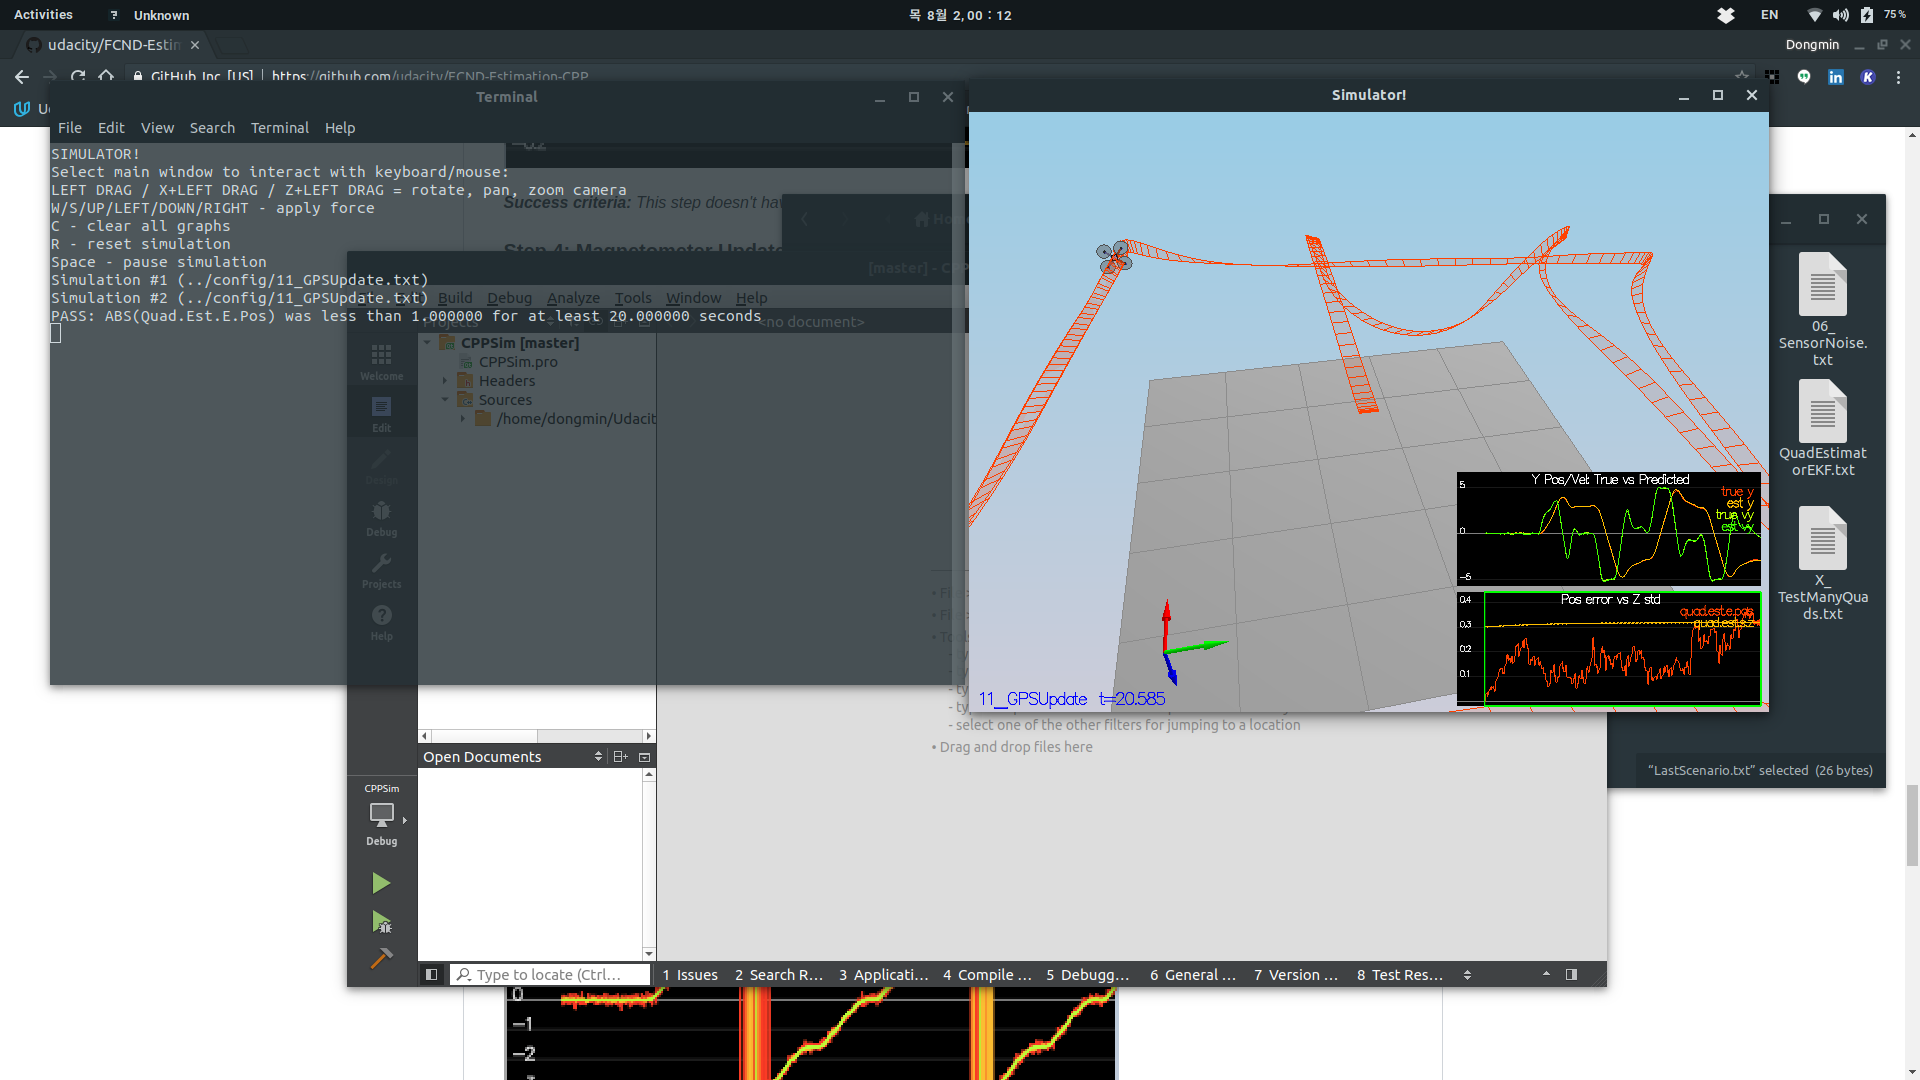 Activities
? Unknown
목 8월 2, 00 : 12
EN
75%
udacity/FCND-Estim
Dongmin
GitHub, Inc. [US] | https://github.com/udacity/FCND-Estimation-CPP
Terminal
File Edit View Search Terminal Help
SIMULATOR!
Select main window to interact with keyboard/mouse:
LEFT DRAG / X+LEFT DRAG / Z+LEFT DRAG = rotate, pan, zoom camera
W/S/UP/LEFT/DOWN/RIGHT - apply force
C - clear all graphs
R - reset simulation
Space - pause simulation
Simulation #1 (../config/11_GPSUpdate.txt)
Simulation #2 (../config/11_GPSUpdate.txt)
PASS: ABS(Quad.Est.E.Pos) was less than 1.000000 for at least 20.000000 seconds
Success criteria: This step doesn't hav
Step 4: Magnetometer Update
[master] - CPP
Build Debug Analyze Tools Window Help
Projects
<no document>
CPPSim [master]
CPPSim.pro
Headers
Sources
/home/dongmin/Udacit
Welcome
Edit
Design
Debug
Projects
Help
Open Documents
CPPSim
Debug
- select one of the other filters for jumping to a location
• Drag and drop files here
Type to locate (Ctrl...
1 Issues
2 Search R...
3 Applicati...
4 Compile ...
5 Debugg...
6 General ...
7 Version ...
8 Test Res...
Simulator!
Y Pos/Vel: True vs Predicted
5
0
-5
true y
est y
true vy
est vy
Pos error vs Z std
0.4
0.3
0.2
0.1
quad.est.e.pos
quad.est.s.z
11_GPSUpdate t=20.585
06_
SensorNoise.
txt
QuadEstimat
orEKF.txt
X_
TestManyQua
ds.txt
"LastScenario.txt" selected (26 bytes)
0
-1
-2